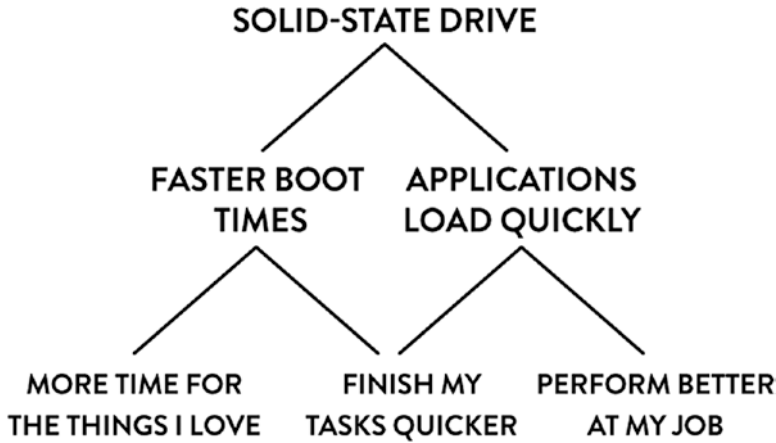 SOLID-STATE DRIVE
FASTER BOOT
TIMES
APPLICATIONS
LOAD QUICKLY
MORE TIME FOR
THE THINGS I LOVE
FINISH MY
TASKS QUICKER
PERFORM BETTER
AT MY JOB